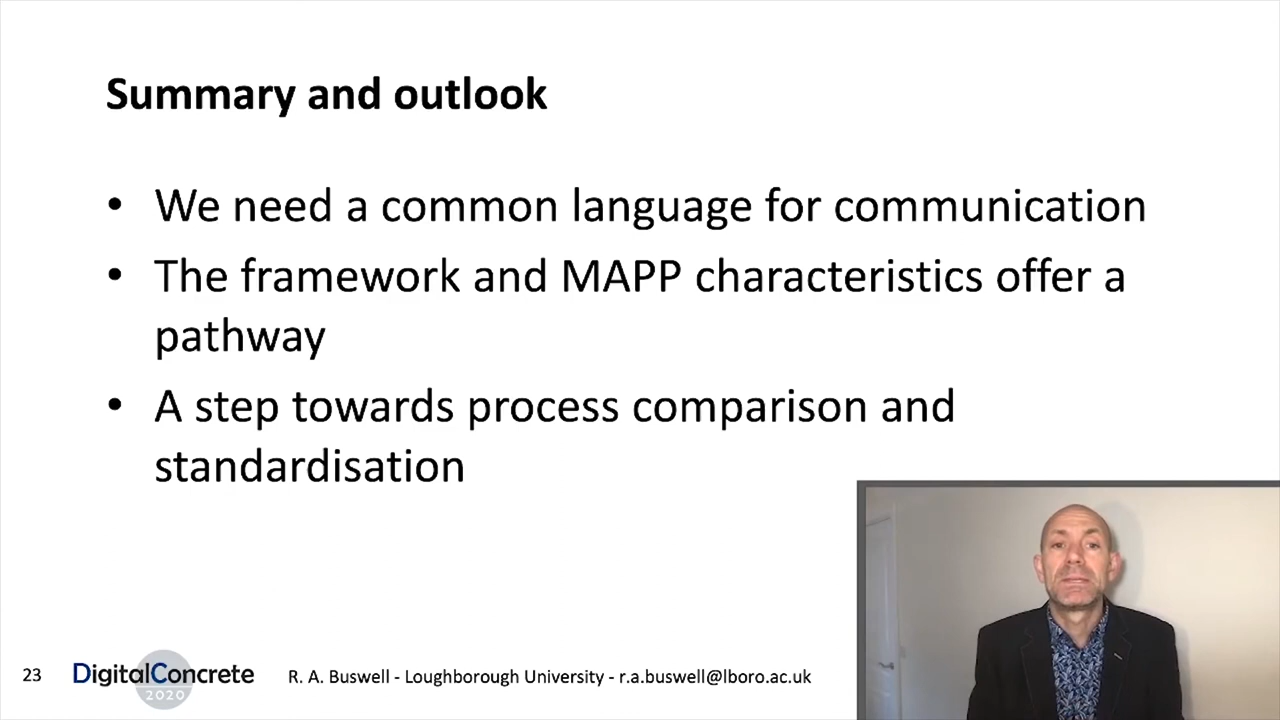 Summary and outlook
• We need a common language for communication
• The framework and MAPP characteristics offer a
pathway
• A step towards process comparison and
standardisation
23
DigitalConcrete
2020
R. A. Buswell - Loughborough University - r.a.buswell@lboro.ac.uk